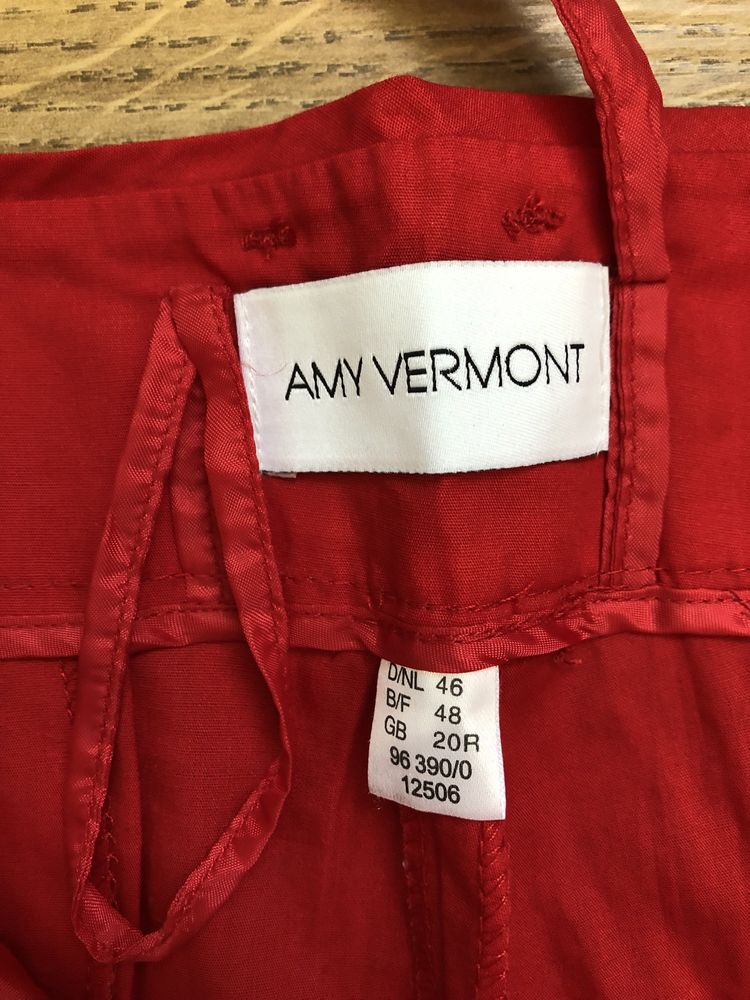 AMY VERMONT
D/NL 46
B/F 48
GB 20R
96 390/0
12506